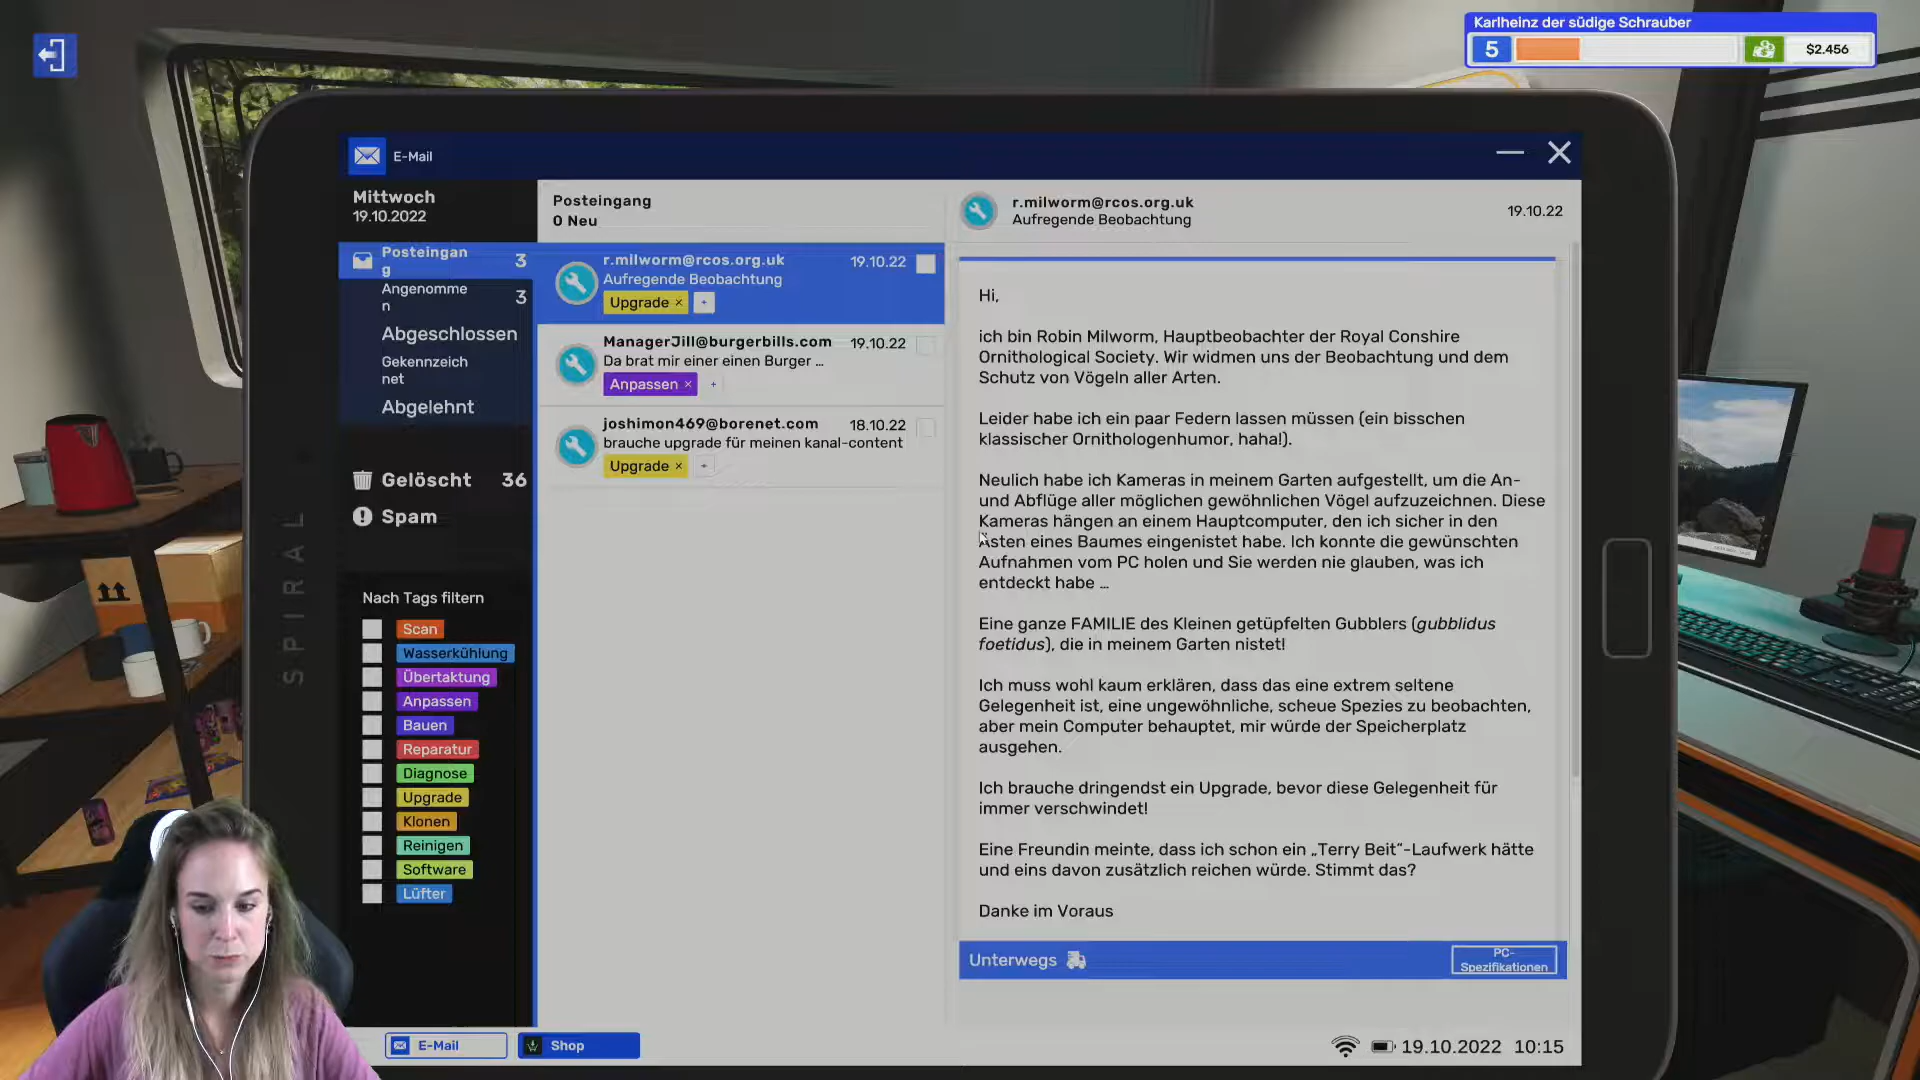 Karlheinz der südige Schrauber
5
$2.456
E-Mail
Mittwoch
19.10.2022
Posteingan
g
3
Angenomme
n
3
Abgeschlossen
Gekennzeich
net
Abgelehnt
Gelöscht 36
Spam
Nach Tags filtern
Scan
Wasserkühlung
Übertaktung
Anpassen
Bauen
Reparatur
Diagnose
Upgrade
Klonen
Reinigen
Software
Lüfter
Posteingang
0 Neu
r.milworm@rcos.org.uk 19.10.22
Aufregende Beobachtung
Upgrade × +
ManagerJill@burgerbills.com 19.10.22
Da brat mir einer einen Burger ...
Anpassen × +
joshimon469@borenet.com 18.10.22
brauche upgrade für meinen kanal-content
Upgrade × +
r.milworm@rcos.org.uk
Aufregende Beobachtung
19.10.22
Hi,
ich bin Robin Milworm, Hauptbeobachter der Royal Conshire
Ornithological Society. Wir widmen uns der Beobachtung und dem
Schutz von Vögeln aller Arten.
Leider habe ich ein paar Federn lassen müssen (ein bisschen
klassischer Ornithologenhumor, haha!).
Neulich habe ich Kameras in meinem Garten aufgestellt, um die An-
und Abflüge aller möglichen gewöhnlichen Vögel aufzuzeichnen. Diese
Kameras hängen an einem Hauptcomputer, den ich sicher in den
Ästen eines Baumes eingenistet habe. Ich konnte die gewünschten
Aufnahmen vom PC holen und Sie werden nie glauben, was ich
entdeckt habe ...
Eine ganze FAMILIE des Kleinen getüpfelten Gubblers (gubblidus
foetidus), die in meinem Garten nistet!
Ich muss wohl kaum erklären, dass das eine extrem seltene
Gelegenheit ist, eine ungewöhnliche, scheue Spezies zu beobachten,
aber mein Computer behauptet, mir würde der Speicherplatz
ausgehen.
Ich brauche dringendst ein Upgrade, bevor diese Gelegenheit für
immer verschwindet!
Eine Freundin meinte, dass ich schon ein „Terry Beit"-Laufwerk hätte
und eins davon zusätzlich reichen würde. Stimmt das?
Danke im Voraus
Unterwegs
PC-
Spezifikationen
E-Mail
Shop
19.10.2022 10:15
SPIRAL